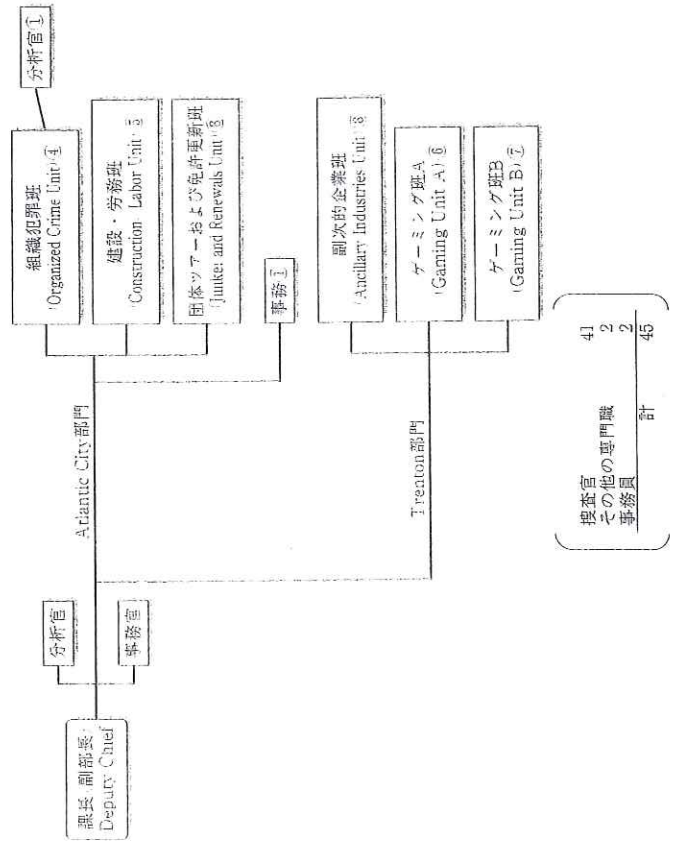 課長・副部長
Deputy Chief
分析官
事務官
Atlantic City部門
組織犯罪班
(Organized Crime Unit)④
分析官①
建設・労務班
(Construction Labor Unit)⑤
団体ツアーおよび免許更新班
(Junket and Renewals Unit)⑧
事務①
Trenton部門
副次的企業班
(Ancillary Industries Unit)⑧
ゲーミング班A
(Gaming Unit A)⑥
ゲーミング班B
(Gaming Unit B)⑦
捜査官 41
その他の専門職 2
事務員 2
計 45